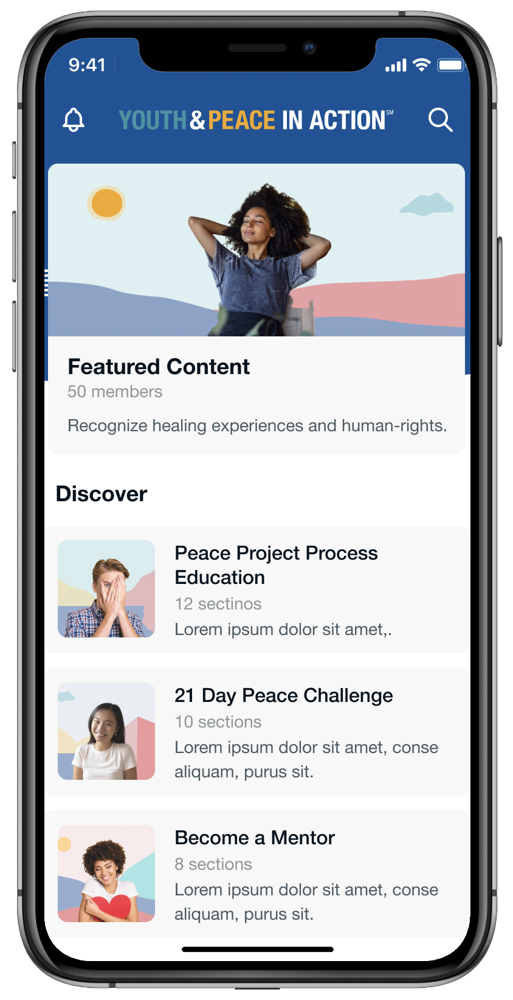 9:41
YOUTH & PEACE IN ACTION℠
Featured Content
50 members
Recognize healing experiences and human-rights.
Discover
Peace Project Process
Education
12 sectinos
Lorem ipsum dolor sit amet,.
21 Day Peace Challenge
10 sections
Lorem ipsum dolor sit amet, conse
aliquam, purus sit.
Become a Mentor
8 sections
Lorem ipsum dolor sit amet, conse
aliquam, purus sit.